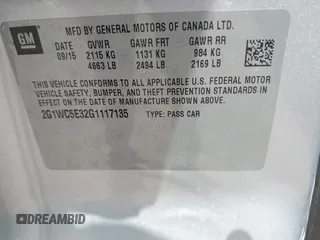 GM
MFD BY GENERAL MOTORS OF CANADA LTD.
DATE GVWR GAWR FRT GAWR RR
09/15 2115 KG 1131 KG 984 KG
4663 LB 2494 LB 2169 LB
THIS VEHICLE CONFORMS TO ALL APPLICABLE U.S. FEDERAL MOTOR
VEHICLE SAFETY, BUMPER, AND THEFT PREVENTION STANDARDS IN
EFFECT ON THE DATE OF MANUFACTURE SHOWN ABOVE.
2G1WC5E32G1117135 TYPE: PASS CAR
DREAMBID